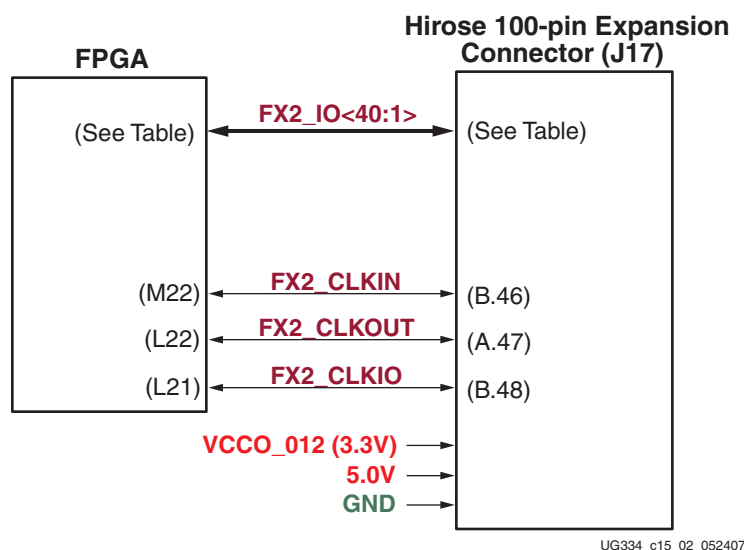 Hirose 100-pin Expansion
Connector (J17)
FPGA
(See Table)
FX2_IO<40:1>
(See Table)
(M22)
FX2_CLKIN
(B.46)
(L22)
FX2_CLKOUT
(A.47)
(L21)
FX2_CLKIO
(B.48)
VCCO_012 (3.3V)
5.0V
GND
UG334_c15_02_052407